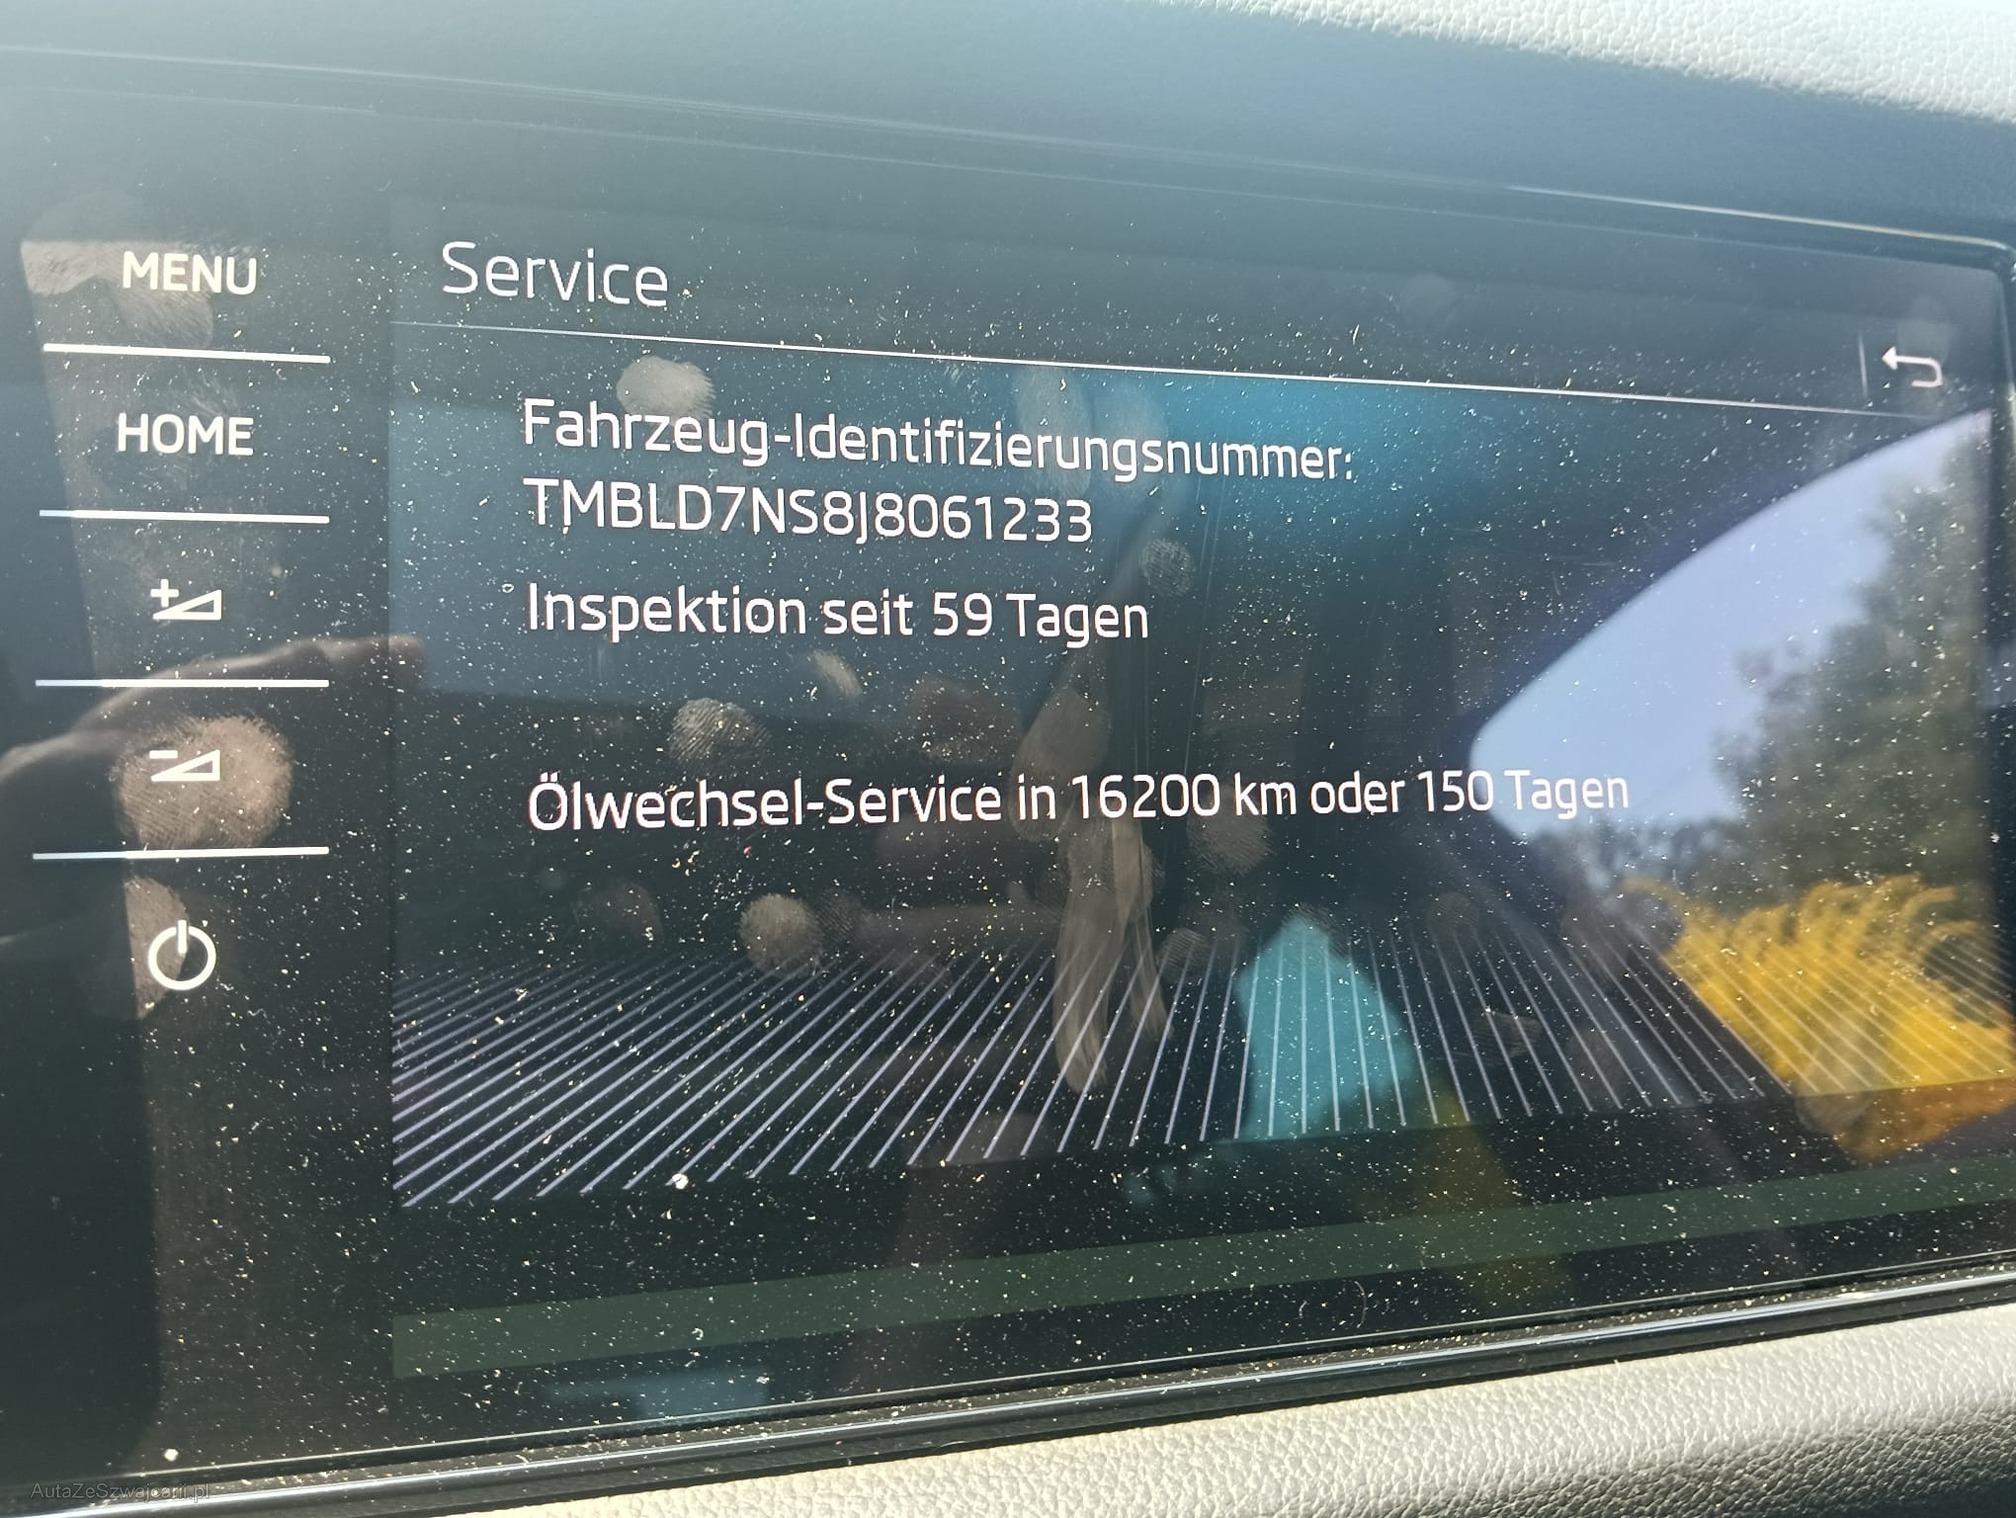 MENU
HOME
Service
Fahrzeug-Identifizierungsnummer:
TMBLD7NS8J8061233
Inspektion seit 59 Tagen
Ölwechsel-Service in 16200 km oder 150 Tagen
AutaZeSzwajcarii.pl